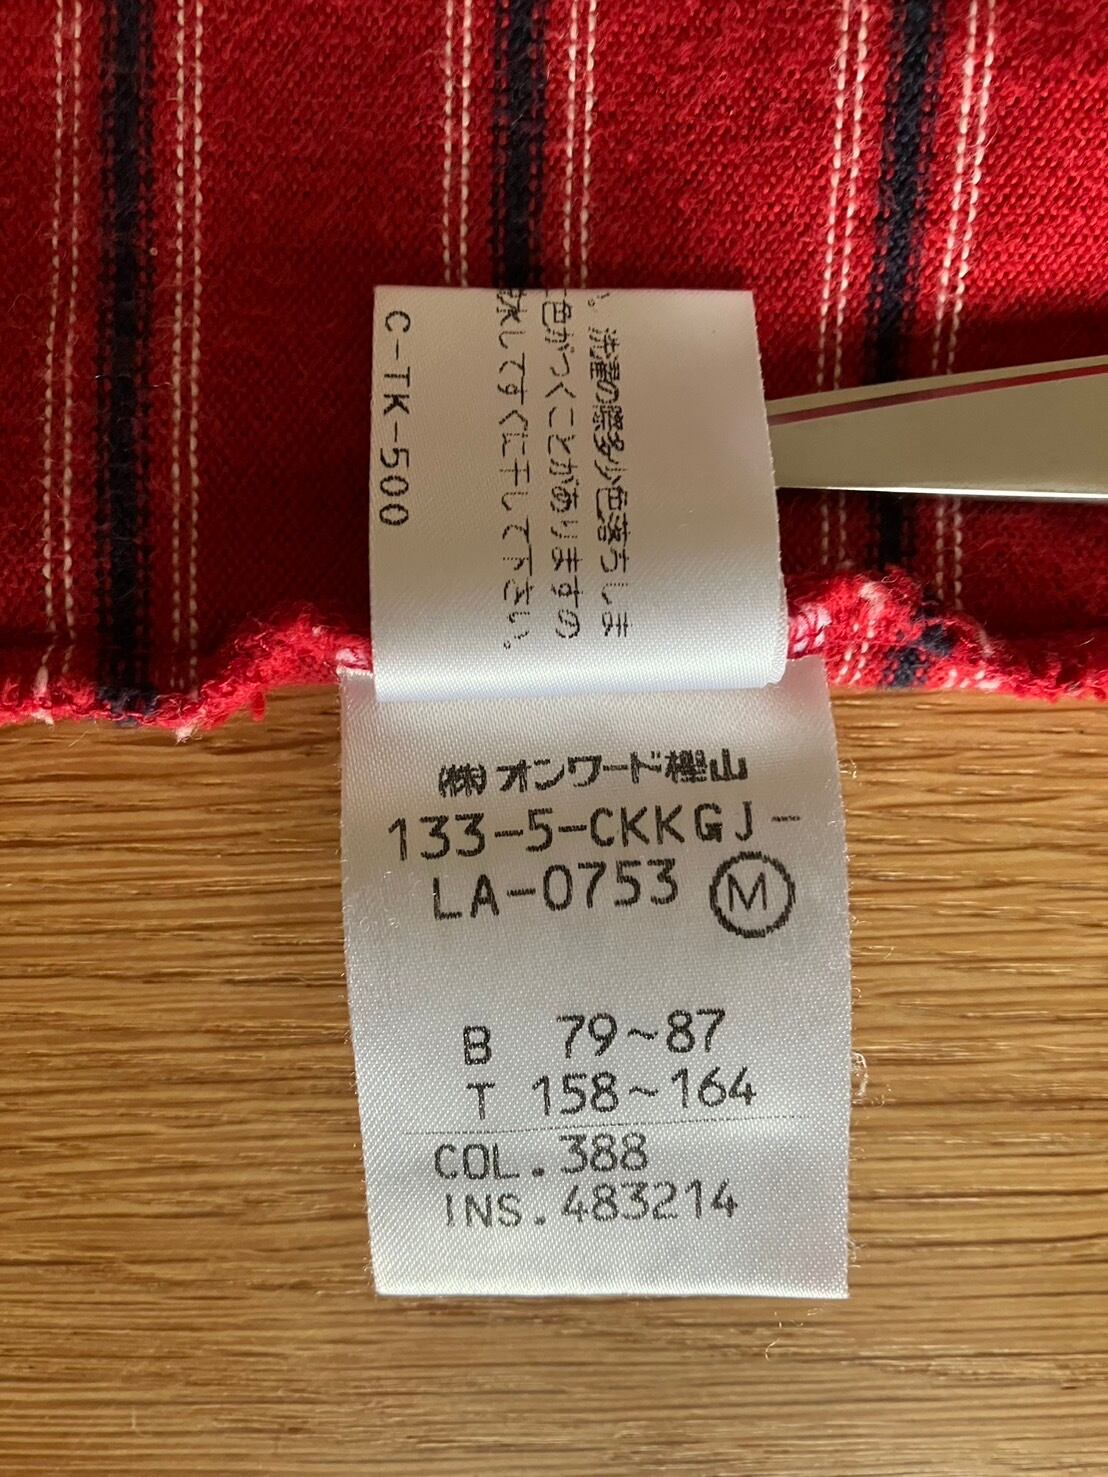 C-TK-500
。洗濯の際多少色落ちしま
色がつくことがありますの
水してすぐに干して下さい。
(株)オンワード樫山
133-5-CKKGJ-
LA-0753 Ⓜ
B 79~87
T 158~164
COL.388
INS.483214